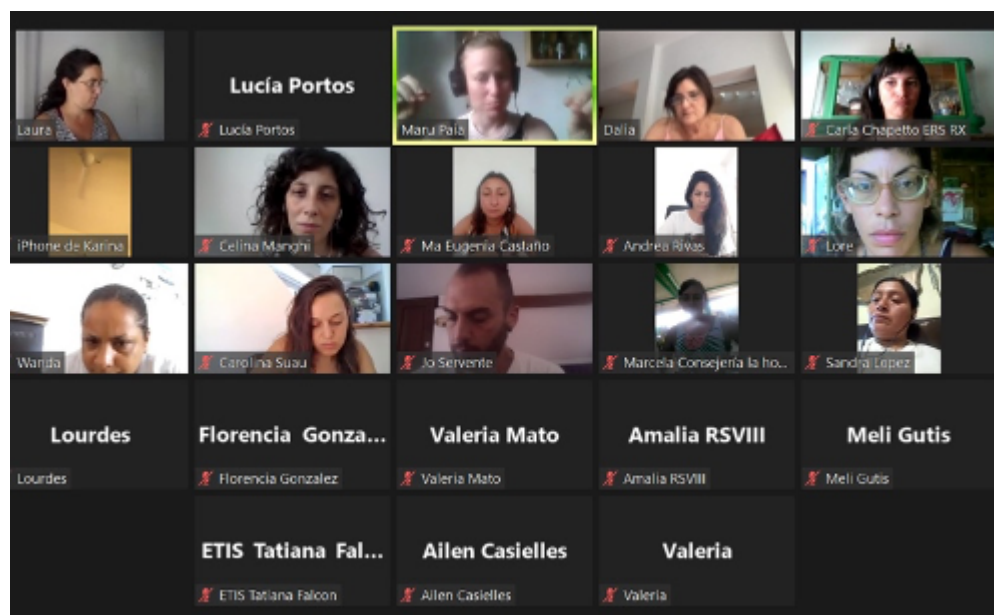 Laura
Lucía Portos
Lucía Portos
Maru Paia
Dalia
Carla Chapetto ERS RX
iPhone de Karina
Celina Manghi
Ma Eugenia Castaño
Andrea Rivas
Lore
Wanda
Carolina Suau
Jo Servente
Marcela Consejería la ho...
Sandra Lopez
Lourdes
Florencia Gonza...
Valeria Mato
Amalia RSVIII
Meli Gutis
Lourdes
Florencia Gonzalez
Valeria Mato
Amalia RSVIII
Meli Gutis
ETIS Tatiana Fal...
Ailen Casielles
Valeria
ETIS Tatiana Falcon
Ailen Casielles
Valeria